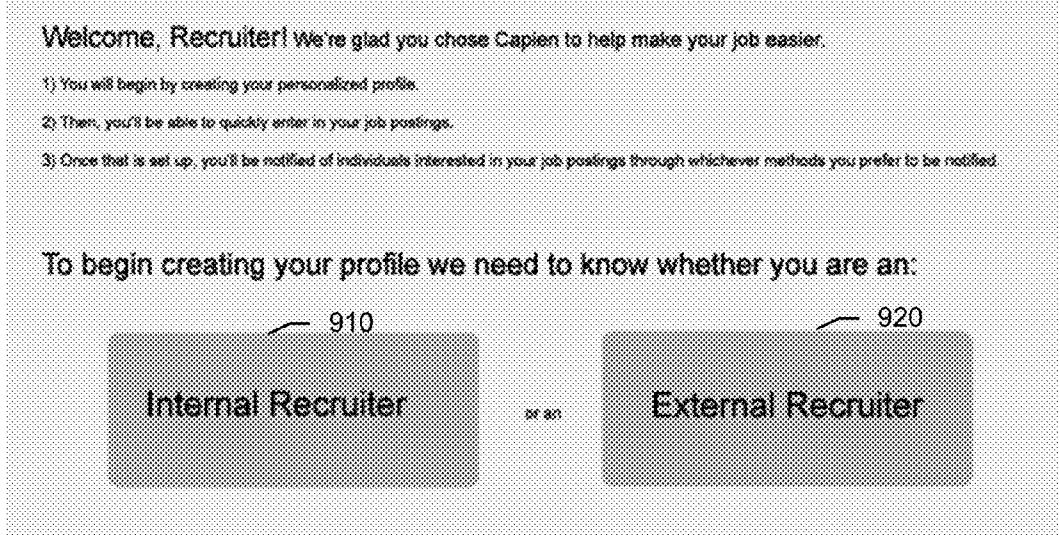 Welcome, Recruiter! We're glad you chose Capien to help make your job easier.
1) You will begin by creating your personalized profile.
2) Then, you'll be able to quickly enter in your job postings.
3) Once that is set up, you'll be notified of individuals interested in your job postings through whichever methods you prefer to be notified.
To begin creating your profile we need to know whether you are an:
910
920
Internal Recruiter
or an
External Recruiter